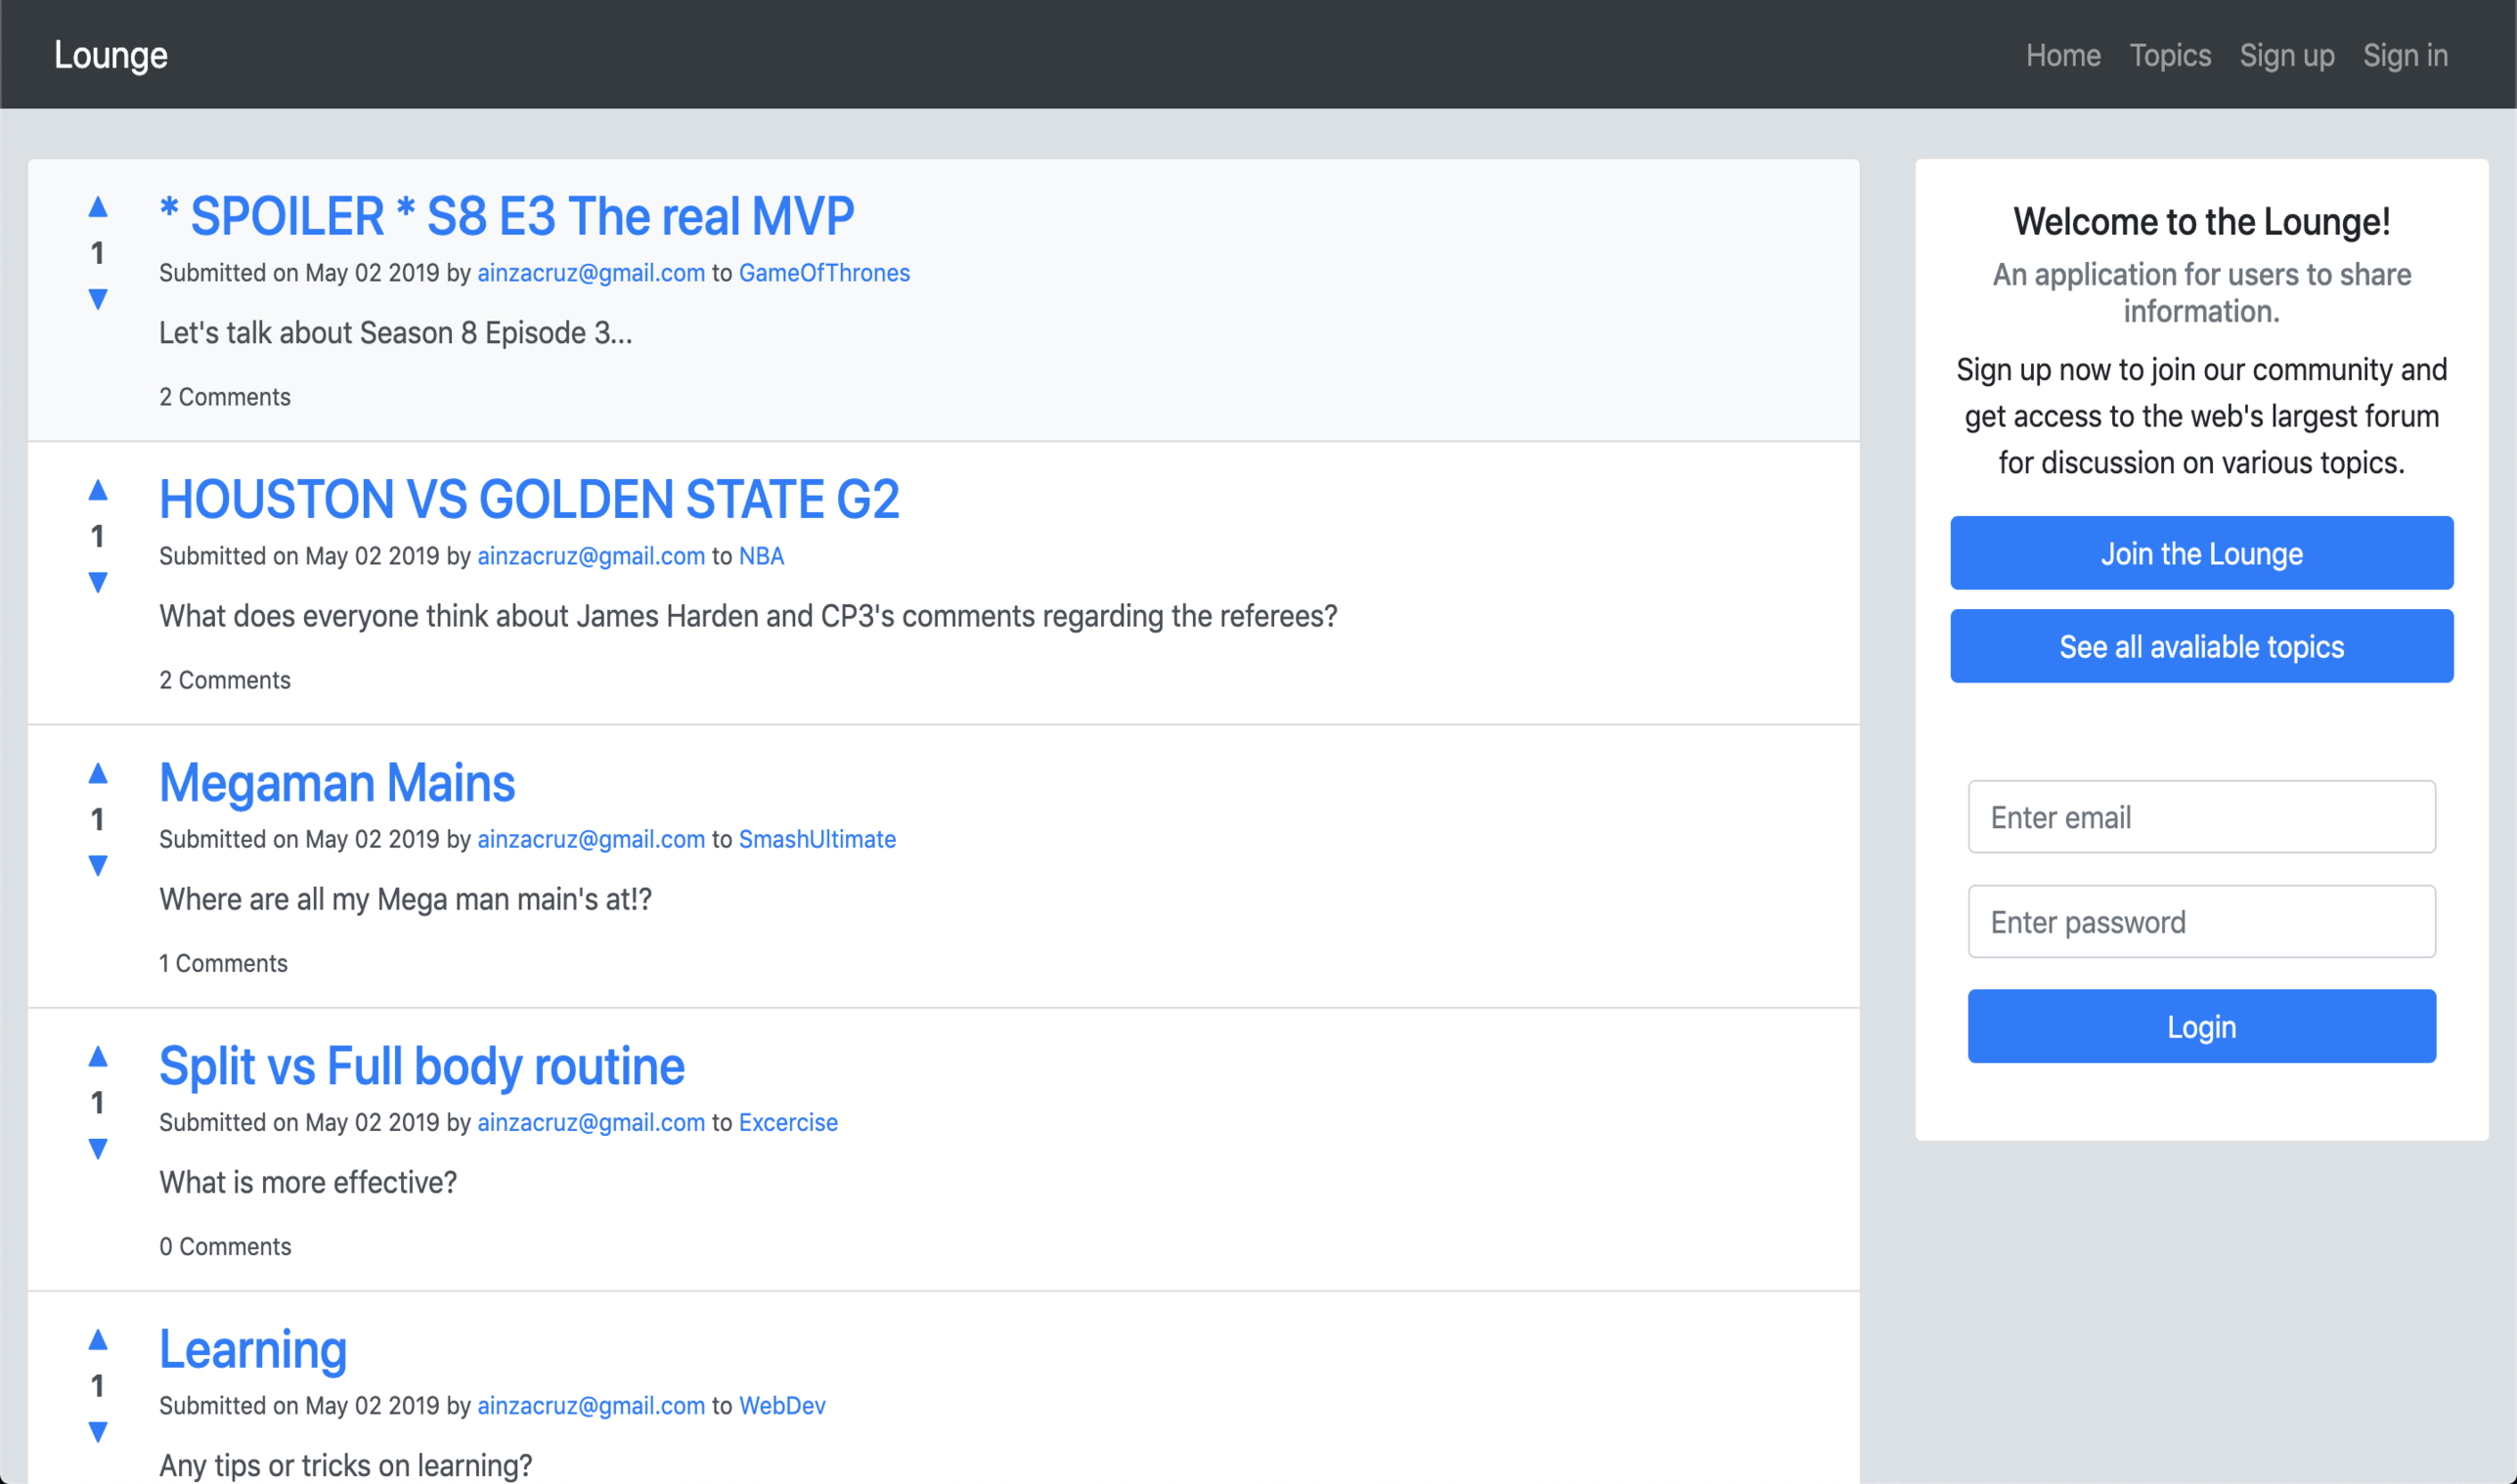 Lounge
Home Topics Sign up Sign in
* SPOILER * S8 E3 The real MVP
1
Submitted on May 02 2019 by ainzacruz@gmail.com to GameOfThrones
Let's talk about Season 8 Episode 3...
2 Comments
HOUSTON VS GOLDEN STATE G2
1
Submitted on May 02 2019 by ainzacruz@gmail.com to NBA
What does everyone think about James Harden and CP3's comments regarding the referees?
2 Comments
Megaman Mains
1
Submitted on May 02 2019 by ainzacruz@gmail.com to SmashUltimate
Where are all my Mega man main's at!?
1 Comments
Split vs Full body routine
1
Submitted on May 02 2019 by ainzacruz@gmail.com to Excercise
What is more effective?
0 Comments
Learning
1
Submitted on May 02 2019 by ainzacruz@gmail.com to WebDev
Any tips or tricks on learning?
Welcome to the Lounge!
An application for users to share
information.
Sign up now to join our community and
get access to the web's largest forum
for discussion on various topics.
Join the Lounge
See all avaliable topics
Enter email
Enter password
Login